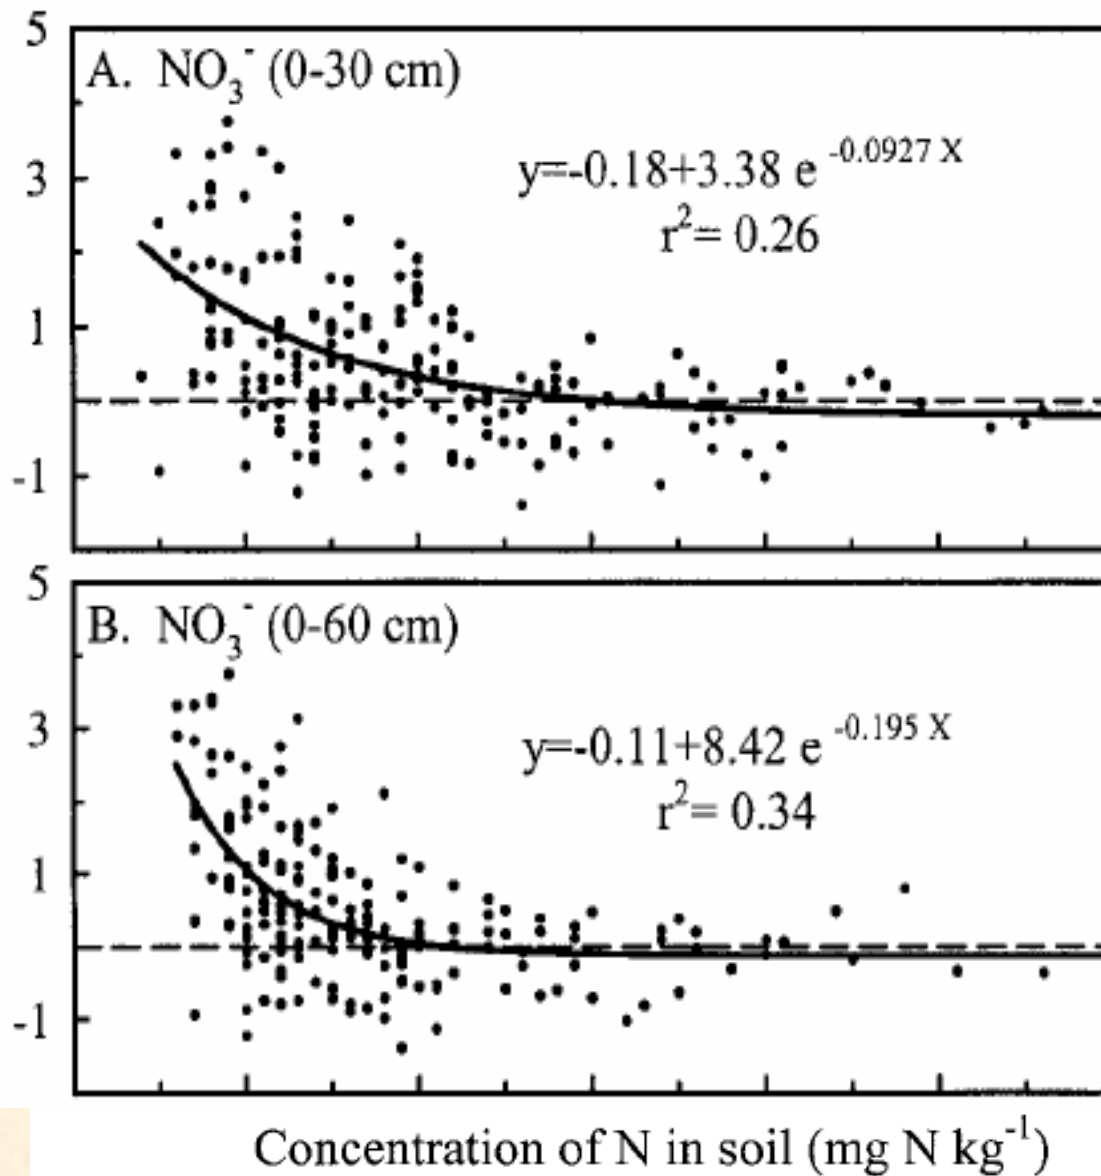 5
A. NO₃⁻ (0-30 cm)
3
y=-0.18+3.38 e⁻⁰·⁰⁹²⁷ ˣ
r²= 0.26
1
-1
5
B. NO₃⁻ (0-60 cm)
3
y=-0.11+8.42 e⁻⁰·¹⁹⁵ ˣ
r²= 0.34
1
-1
Concentration of N in soil (mg N kg⁻¹)